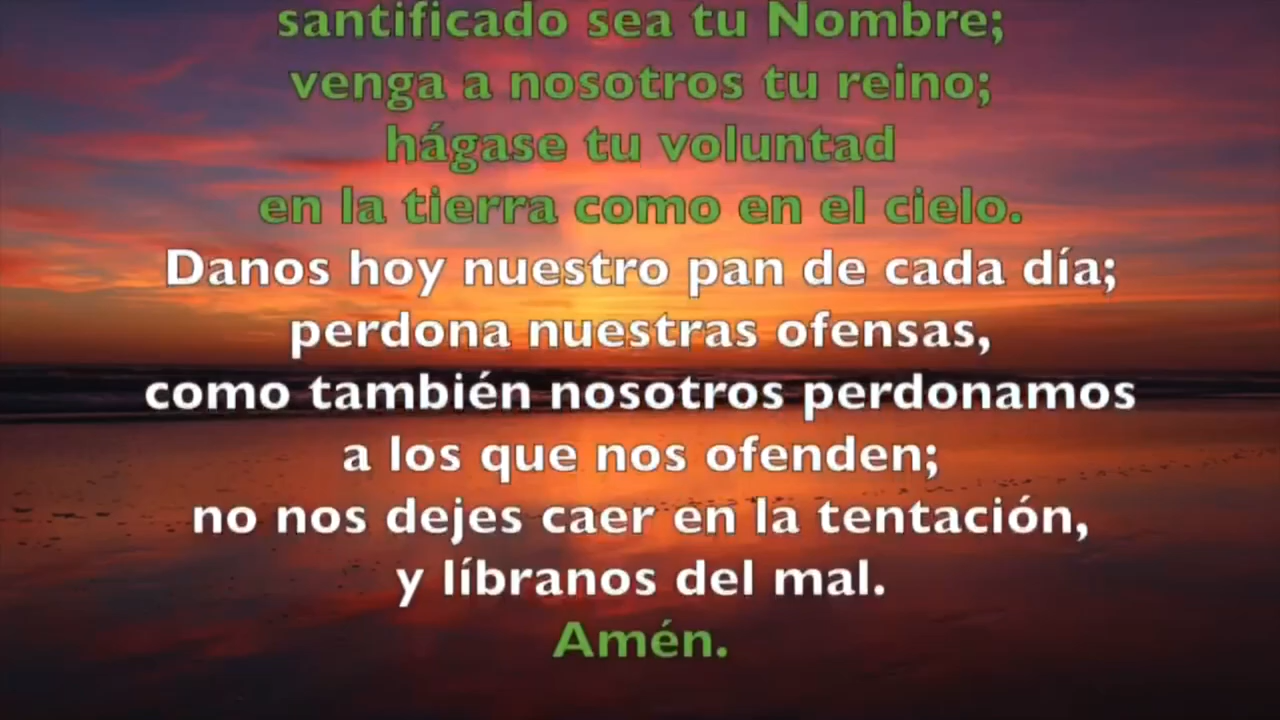 santificado sea tu Nombre;
venga a nosotros tu reino;
hágase tu voluntad
en la tierra como en el cielo.
Danos hoy nuestro pan de cada día;
perdona nuestras ofensas,
como también nosotros perdonamos
a los que nos ofenden;
no nos dejes caer en la tentación,
y líbranos del mal.
Amén.